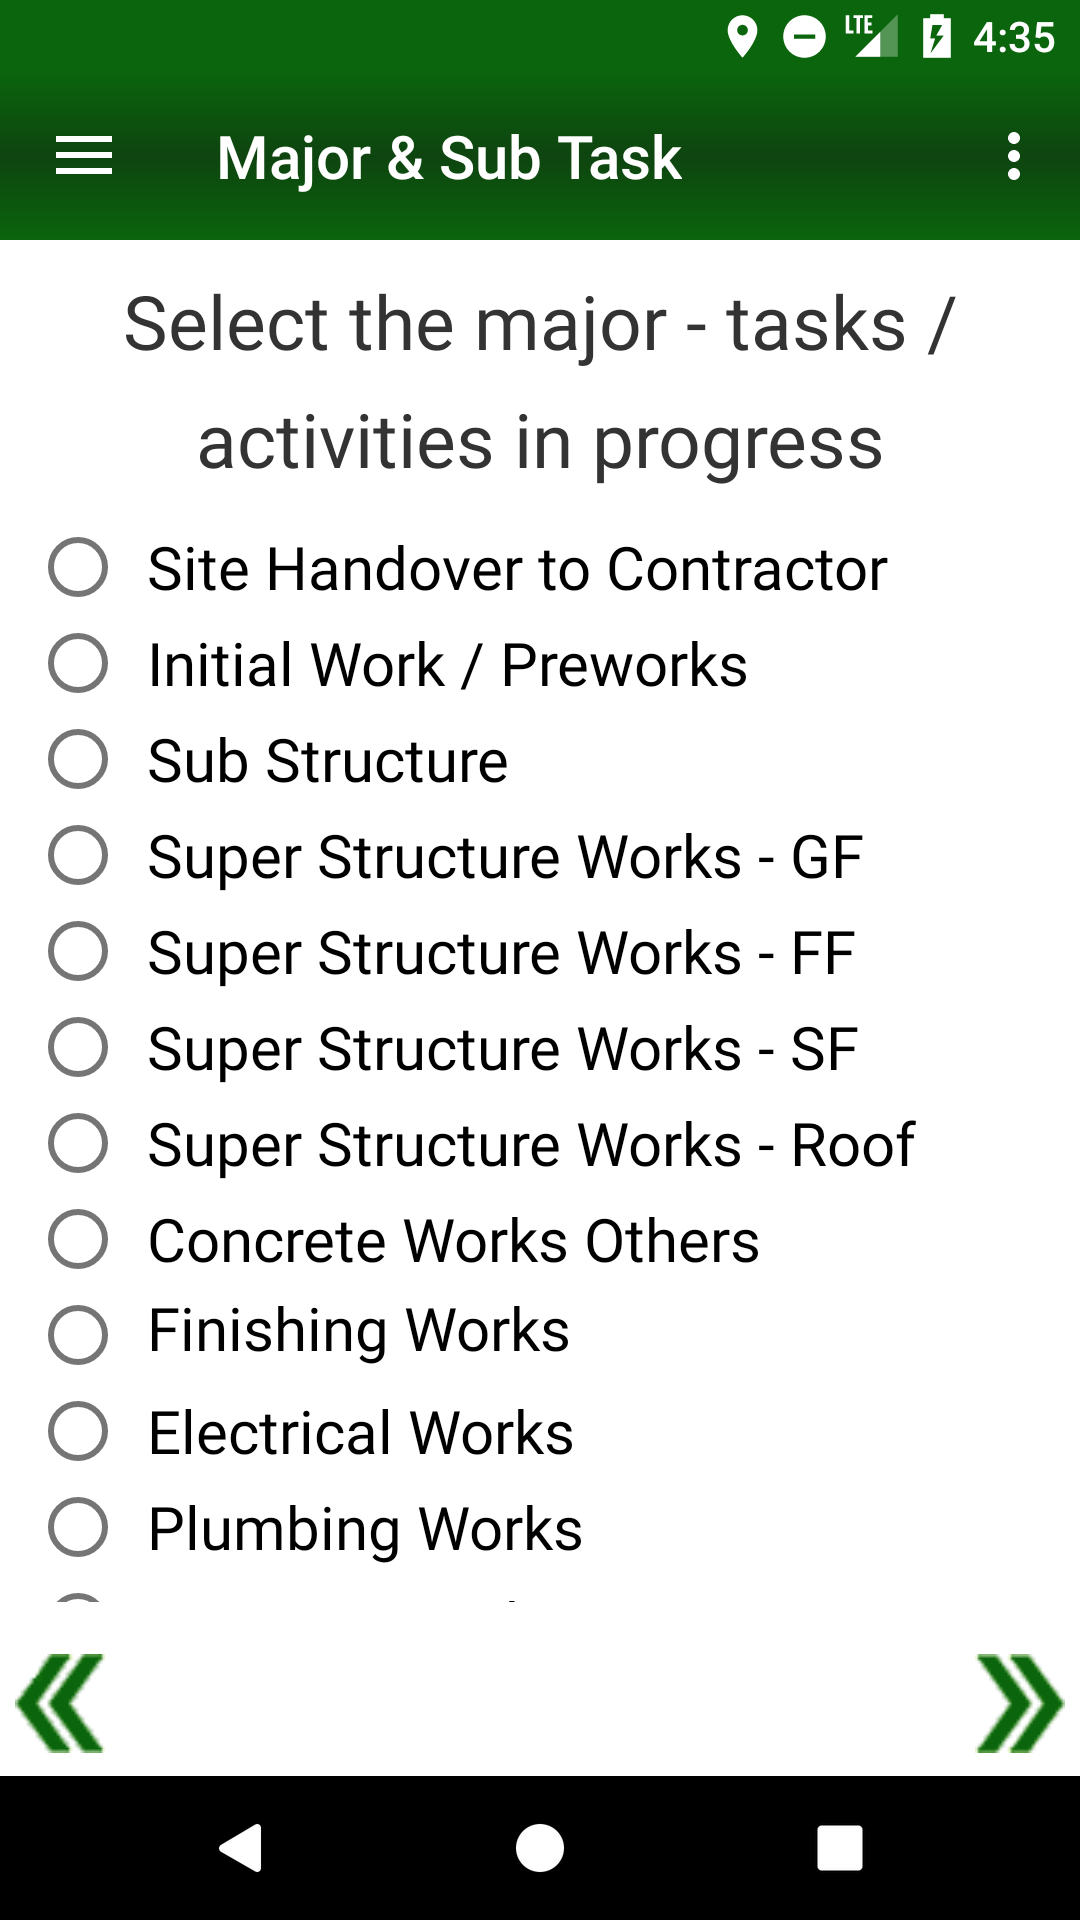 LTE 4:35
Major & Sub Task
Select the major - tasks /
activities in progress
Site Handover to Contractor
Initial Work / Preworks
Sub Structure
Super Structure Works - GF
Super Structure Works - FF
Super Structure Works - SF
Super Structure Works - Roof
Concrete Works Others
Finishing Works
Electrical Works
Plumbing Works